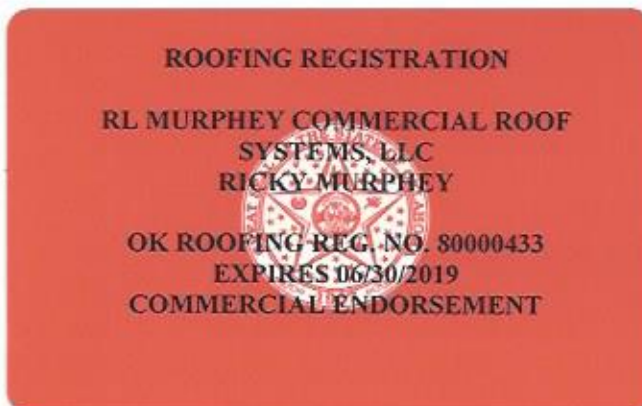 ROOFING REGISTRATION
RL MURPHEY COMMERCIAL ROOF
SYSTEMS, LLC
RICKY MURPHEY
OK ROOFING REG. NO. 80000433
EXPIRES 06/30/2019
COMMERCIAL ENDORSEMENT